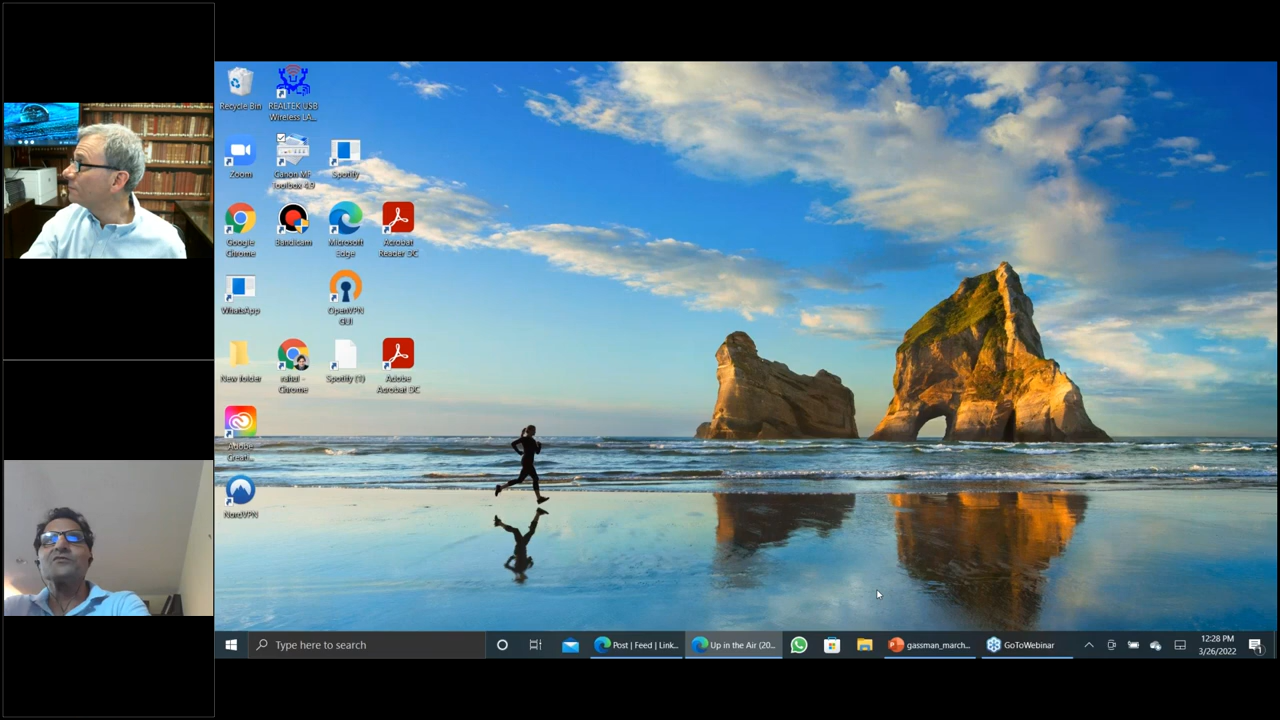 Recycle Bin
REALTEK USB
Wireless LA...
Zoom
Canon MF
Toolbox 4.9
Spotify
Google
Chrome
Bandicam
Microsoft
Edge
Acrobat
Reader DC
WhatsApp
OpenVPN
GUI
New folder
rahul -
Chrome
Spotify (1)
Adobe
Acrobat DC
Adobe
Creati...
NordVPN
Type here to search
Post | Feed | Link...
Up in the Air (20...
gassman_march...
GoToWebinar
12:28 PM
3/26/2022
1